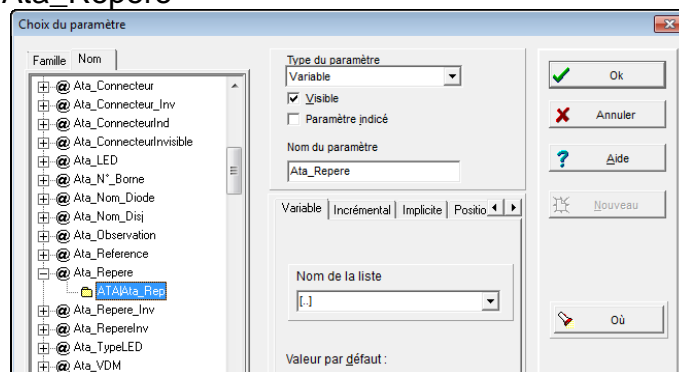 Ata_Repere
Choix du paramètre
Famille
Nom
@ Ata_Connecteur
@ Ata_Connecteur_Inv
@ Ata_ConnecteurInd
@ Ata_ConnecteurInvisible
@ Ata_LED
@ Ata_N°_Borne
@ Ata_Nom_Diode
@ Ata_Nom_Disj
@ Ata_Observation
@ Ata_Reference
@ Ata_Repere
ATA|Ata_Rep
@ Ata_Repere_Inv
@ Ata_RepereInv
@ Ata_TypeLED
@ Ata_VDM
Type du paramètre
Variable
Visible
Paramètre indicé
Nom du paramètre
Ata_Repere
Variable
Incrémental
Implicite
Positio
Nom de la liste
[..]
Valeur par défaut :
Ok
Annuler
? Aide
Nouveau
Où